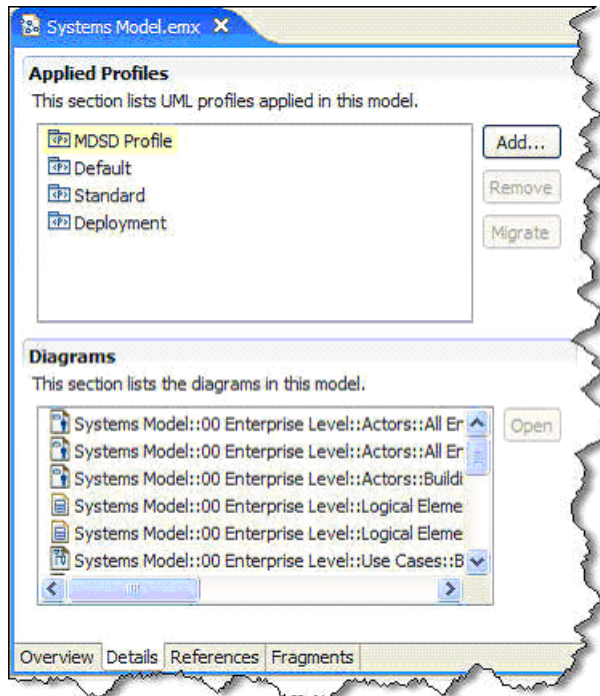 Systems Model.emx
Applied Profiles
This section lists UML profiles applied in this model.
MDSD Profile
Add...
Default
Standard
Remove
Deployment
Migrate
Diagrams
This section lists the diagrams in this model.
Systems Model::00 Enterprise Level::Actors::All Er
Open
Systems Model::00 Enterprise Level::Actors::All Er
Systems Model::00 Enterprise Level::Actors::Buildi
Systems Model::00 Enterprise Level::Logical Eleme
Systems Model::00 Enterprise Level::Logical Eleme
Systems Model::00 Enterprise Level::Use Cases::B
Overview Details References Fragments